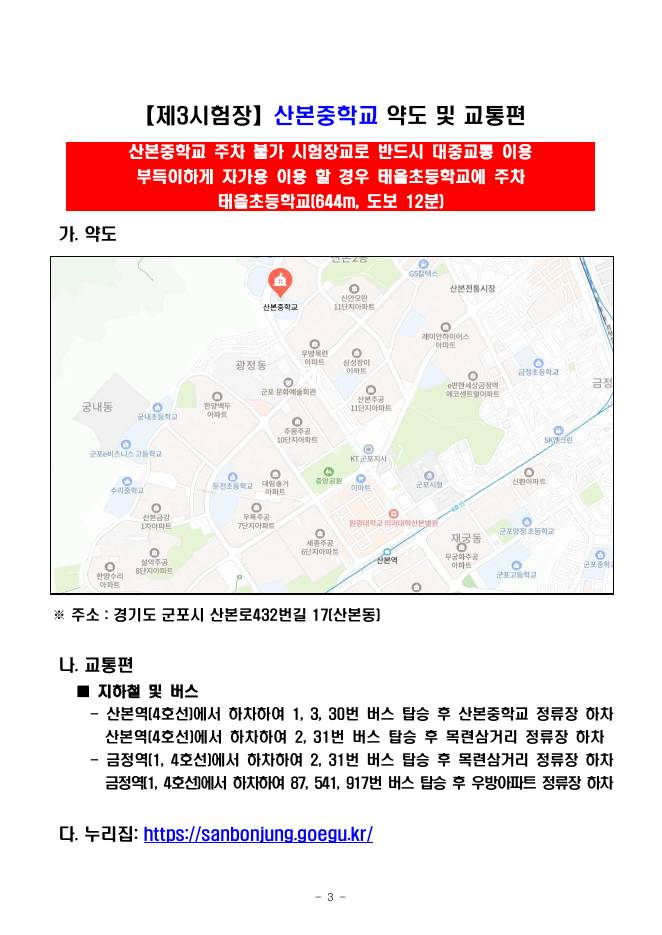 【제3시험장】 산본중학교 약도 및 교통편
산본중학교 주차 불가 시험장교로 반드시 대중교통 이용
부득이하게 자가용 이용 할 경우 태을초등학교에 주차
태을초등학교(644m, 도보 12분)
가. 약도
산본2동
GS칼텍스
산본전통시장
산본중학교
신안모란
11단지아파트
래미안하이어스
아파트
우방목련
아파트
삼성장미
아파트
광정동
군포 문화예술회관
산본주공
11단지아파트
e편한세상금정역
에코센트럴아파트
금정초등학교
금정
궁내동
궁내초등학교
한양백두
아파트
주몽주공
10단지아파트
SK엔크린
군포e비즈니스 고등학교
KT 군포지사
수리중학교
둔전초등학교
대림솔거
아파트
중앙공원
이마트
군포시청
신환아파트
4호선
산본금강
1차아파트
우륵주공
7단지아파트
원광대학교 의과대학산본병원
군포양정초등학교
세종주공
6단지아파트
재궁동
무궁화주공
아파트
산본역
설악주공
8단지아파트
한양수리
아파트
군포고등학교
군포중학교
※ 주소 : 경기도 군포시 산본로432번길 17(산본동)
나. 교통편
■ 지하철 및 버스
- 산본역(4호선)에서 하차하여 1, 3, 30번 버스 탑승 후 산본중학교 정류장 하차
산본역(4호선)에서 하차하여 2, 31번 버스 탑승 후 목련삼거리 정류장 하차
- 금정역(1, 4호선)에서 하차하여 2, 31번 버스 탑승 후 목련삼거리 정류장 하차
금정역(1, 4호선)에서 하차하여 87, 541, 917번 버스 탑승 후 우방아파트 정류장 하차
다. 누리집: https://sanbonjung.goegu.kr/
- 3 -